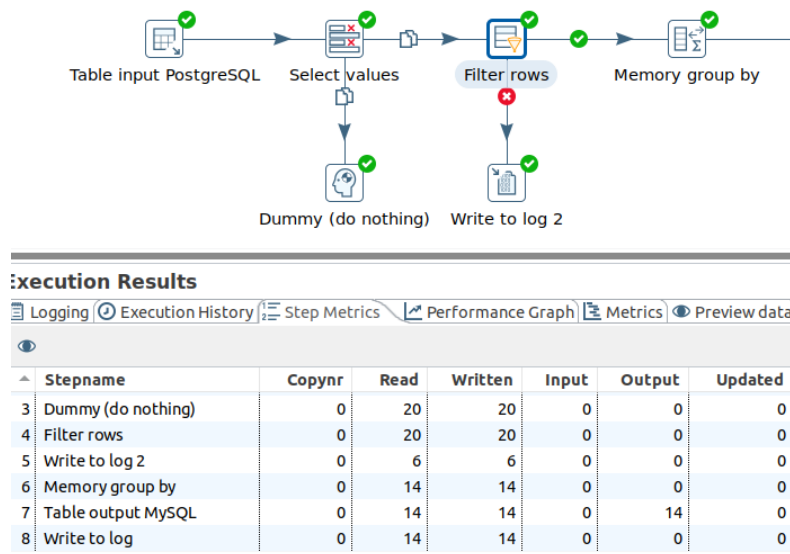 Table input PostgreSQL Select values Filter rows Memory group by
Dummy (do nothing) Write to log 2
Execution Results
Logging Execution History Step Metrics Performance Graph Metrics Preview data
Stepname Copynr Read Written Input Output Updated
3 Dummy (do nothing) 0 20 20 0 0 0
4 Filter rows 0 20 20 0 0 0
5 Write to log 2 0 6 6 0 0 0
6 Memory group by 0 14 14 0 0 0
7 Table output MySQL 0 14 14 0 14 0
8 Write to log 0 14 14 0 0 0